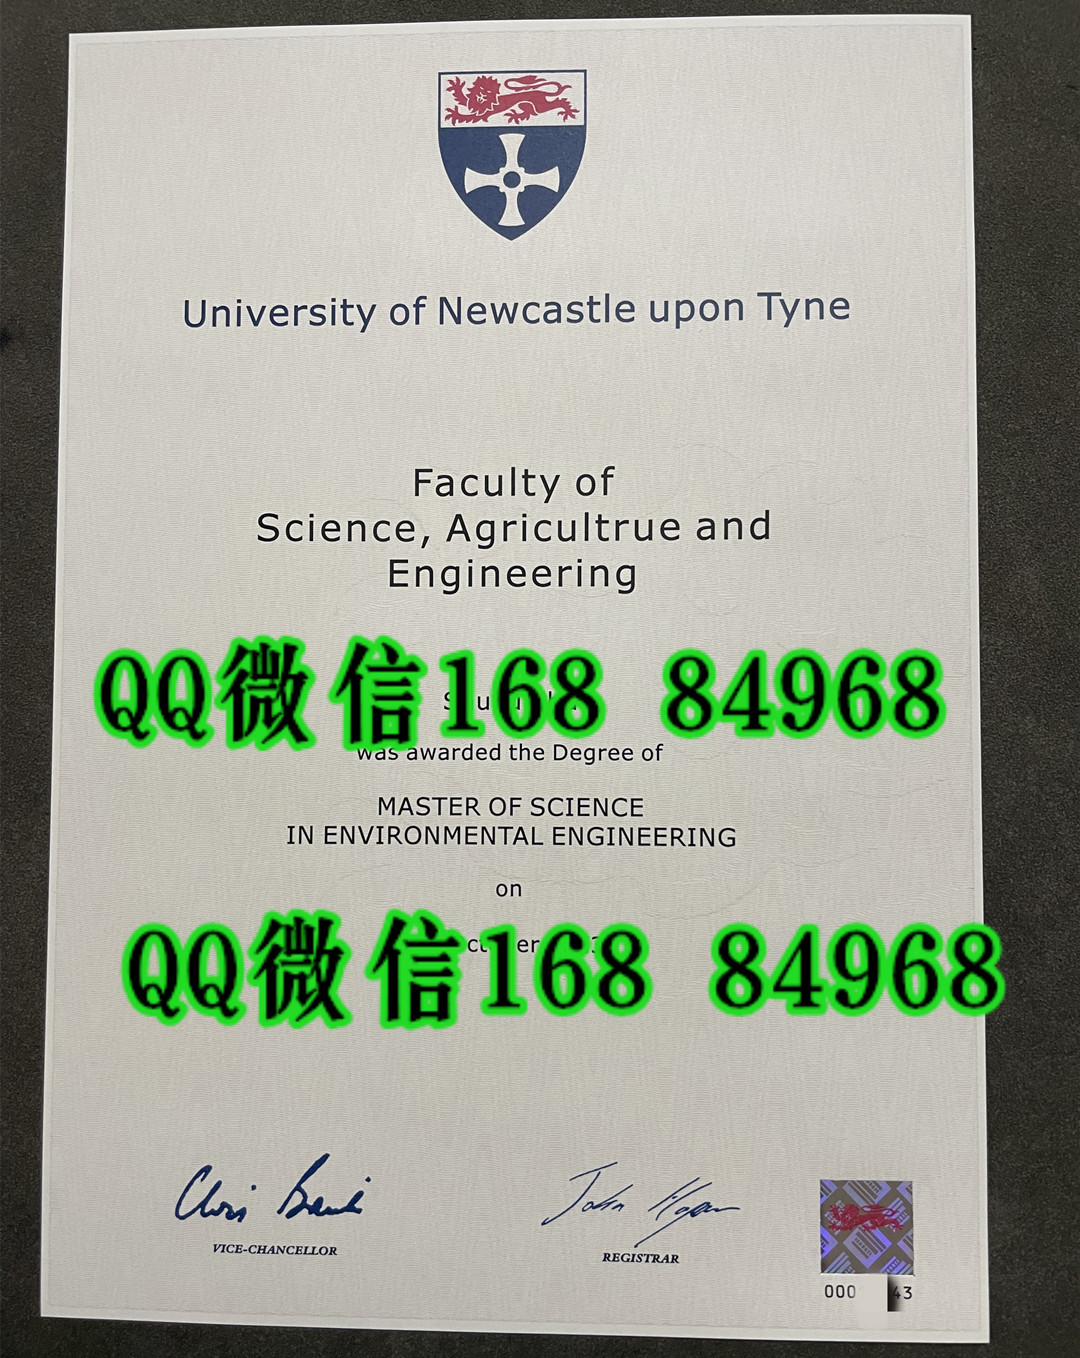 University of Newcastle upon Tyne
Faculty of
Science, Agricultrue and
Engineering
QQ微信168 84968
was awarded the Degree of
MASTER OF SCIENCE
IN ENVIRONMENTAL ENGINEERING
on
QQ微信168 84968
VICE-CHANCELLOR
REGISTRAR
000 43